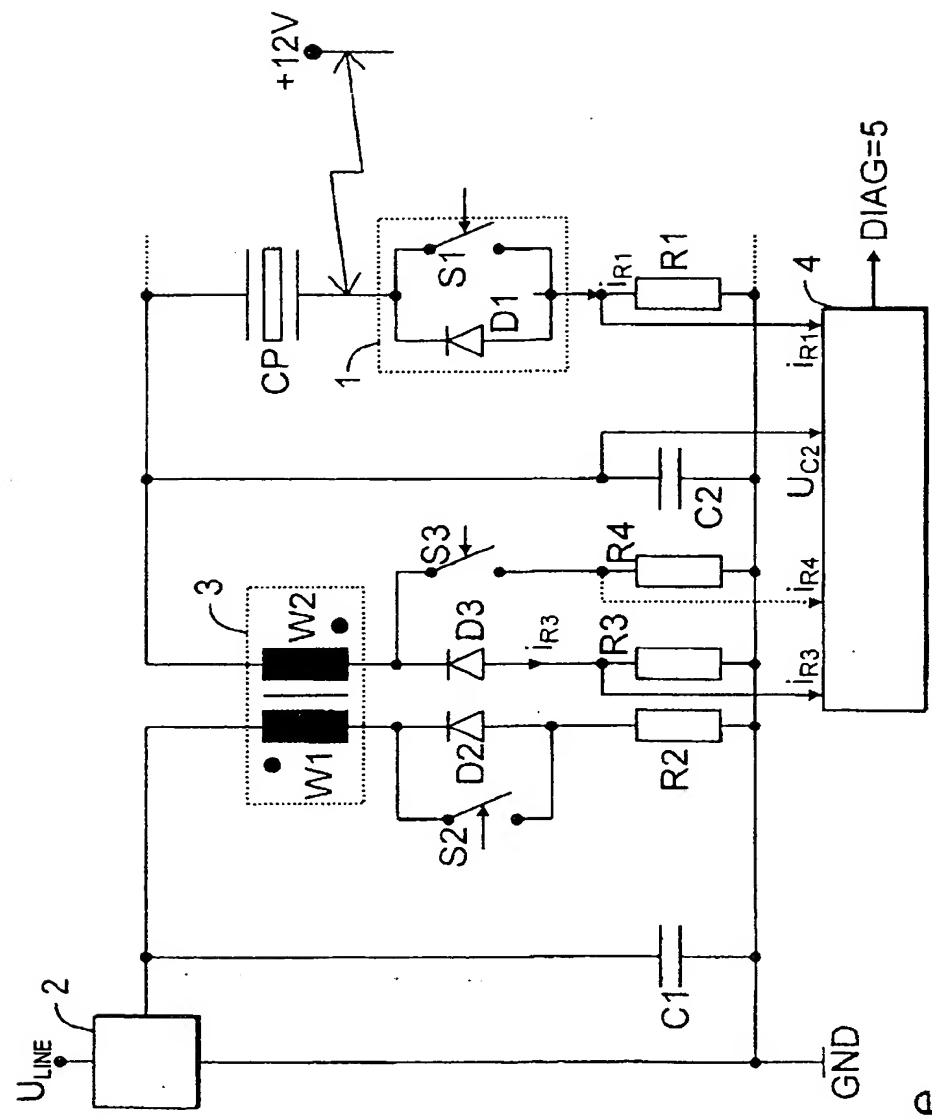 U_LINE
2
+12V
3
W1
W2
CP
1
S1
D1
S2
D2
D3
S3
i_R3
i_R1
C1
R2
R3
R4
C2
R1
i_R3
i_R4
U_C2
i_R1
4
DIAG=5
GND